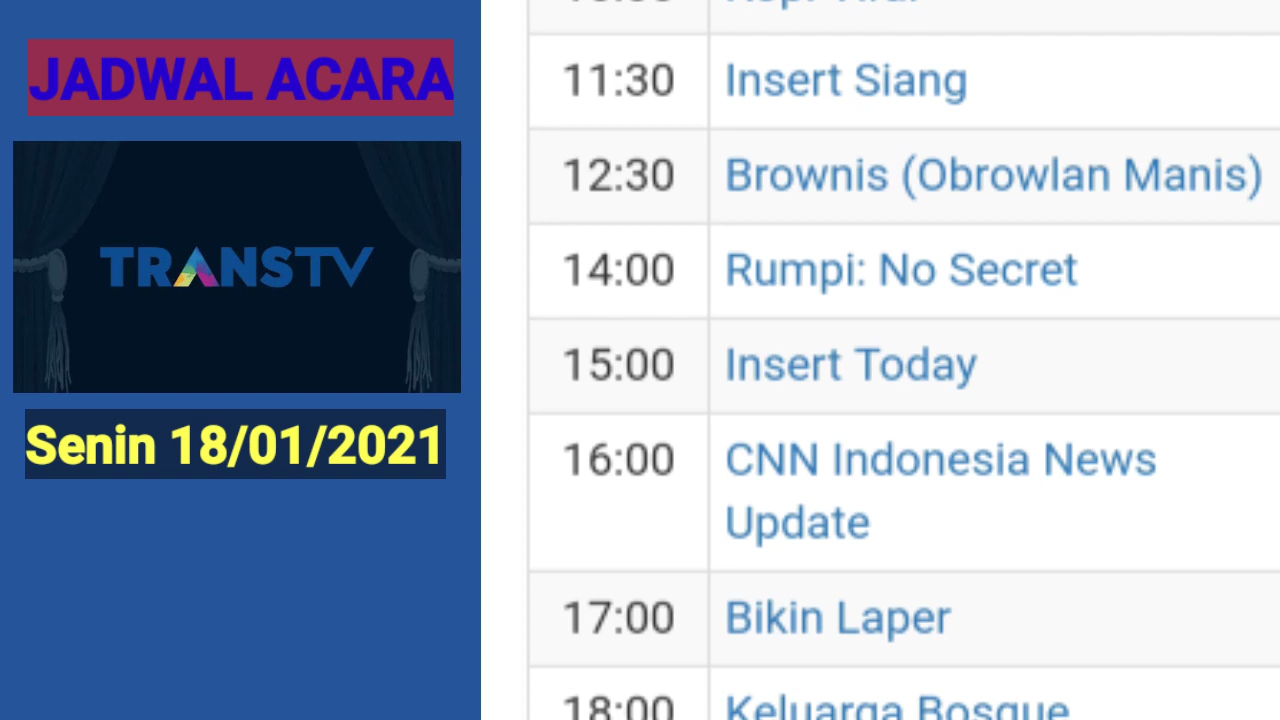 JADWAL ACARA
TRANSTV
Senin 18/01/2021
11:30 Insert Siang
12:30 Brownis (Obrowlan Manis)
14:00 Rumpi: No Secret
15:00 Insert Today
16:00 CNN Indonesia News
Update
17:00 Bikin Laper
18:00 Keluarga Bosque